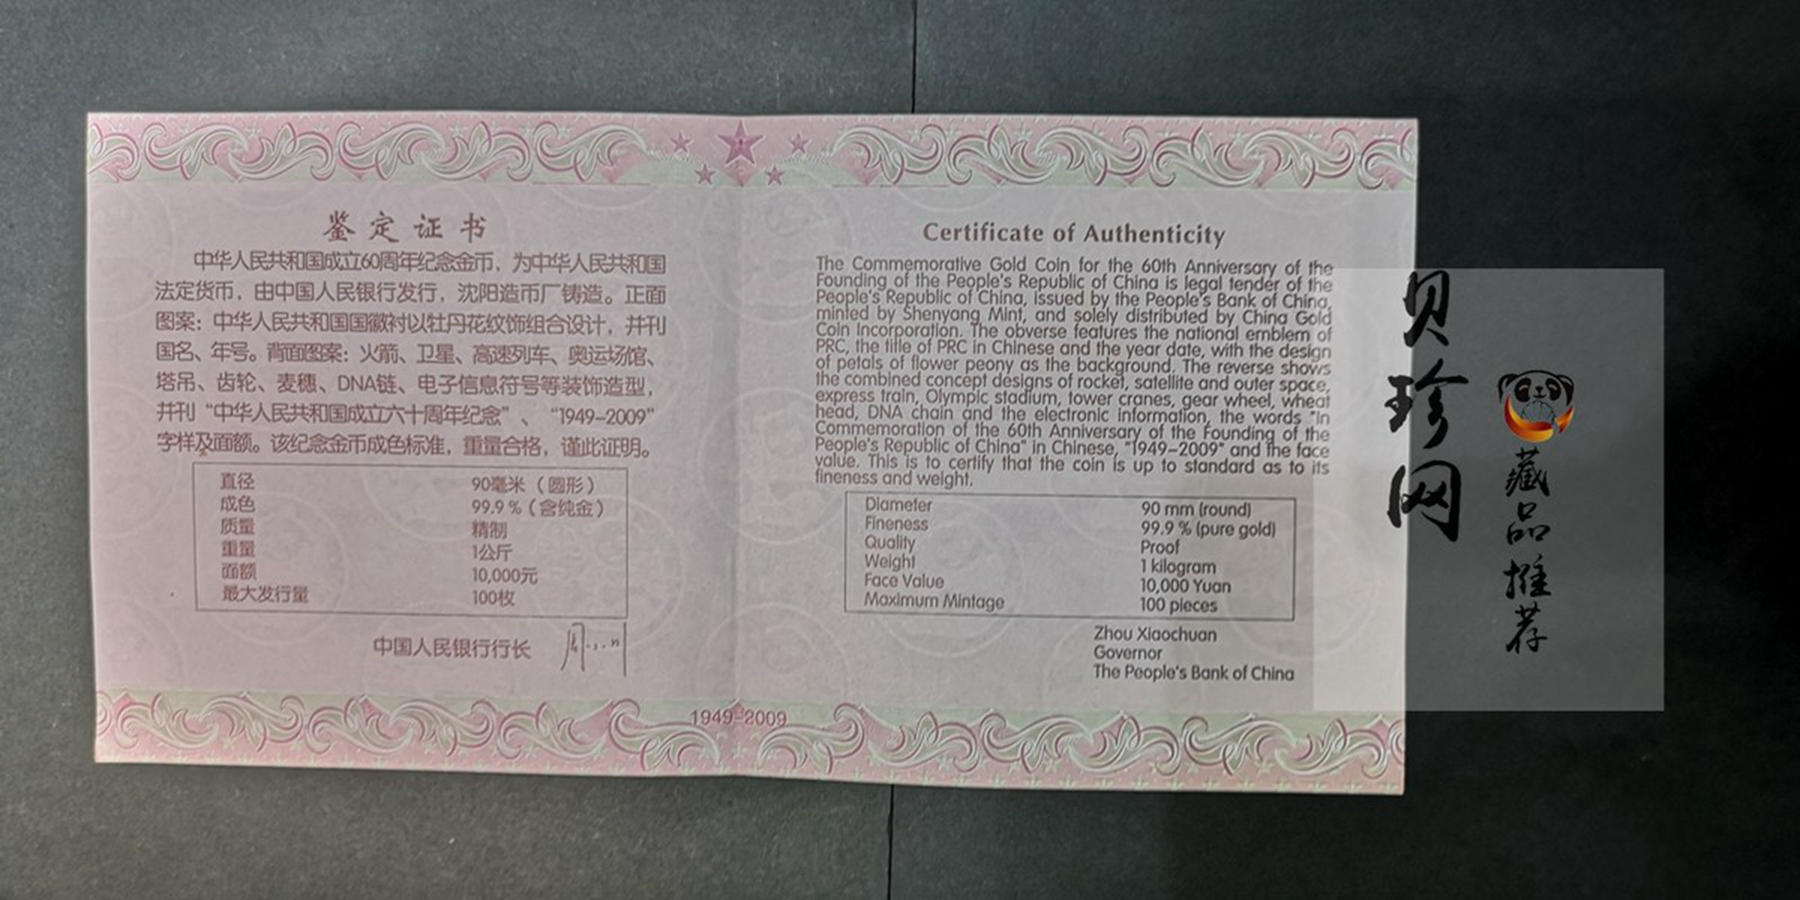 鉴定证书
中华人民共和国成立60周年纪念金币，为中华人民共和国
法定货币，由中国人民银行发行，沈阳造币厂铸造。正面
图案：中华人民共和国国徽衬以牡丹花纹饰组合设计，并刊
国名、年号。背面图案：火箭、卫星、高速列车、奥运场馆、
塔吊、齿轮、麦穗、DNA链、电子信息符号等装饰造型，
并刊“中华人民共和国成立六十周年纪念”、“1949–2009”
字样及面额。该纪念金币成色标准，重量合格，谨此证明。
直径 90毫米（圆形）
成色 99.9%（含纯金）
质量 精制
重量 1公斤
面额 10,000元
最大发行量 100枚
中国人民银行行长
Certificate of Authenticity
The Commemorative Gold Coin for the 60th Anniversary of the
Founding of the People's Republic of China is legal tender of the
People's Republic of China, issued by the People's Bank of China,
minted by Shenyang Mint, and solely distributed by China Gold
Coin Incorporation. The obverse features the national emblem of
PRC, the title of PRC in Chinese and the year date, with the design
of petals of flower peony as the background. The reverse shows
the combined concept designs of rocket, satellite and outer space,
express train, Olympic stadium, tower cranes, gear wheel, wheat
head, DNA chain and the electronic information, the words "In
Commemoration of the 60th Anniversary of the Founding of the
People's Republic of China" in Chinese, "1949–2009" and the face
value. This is to certify that the coin is up to standard as to its
fineness and weight.
Diameter 90 mm (round)
Fineness 99.9 % (pure gold)
Quality Proof
Weight 1 kilogram
Face Value 10,000 Yuan
Maximum Mintage 100 pieces
Zhou Xiaochuan
Governor
The People's Bank of China
1949–2009
贝珍网
藏品推荐